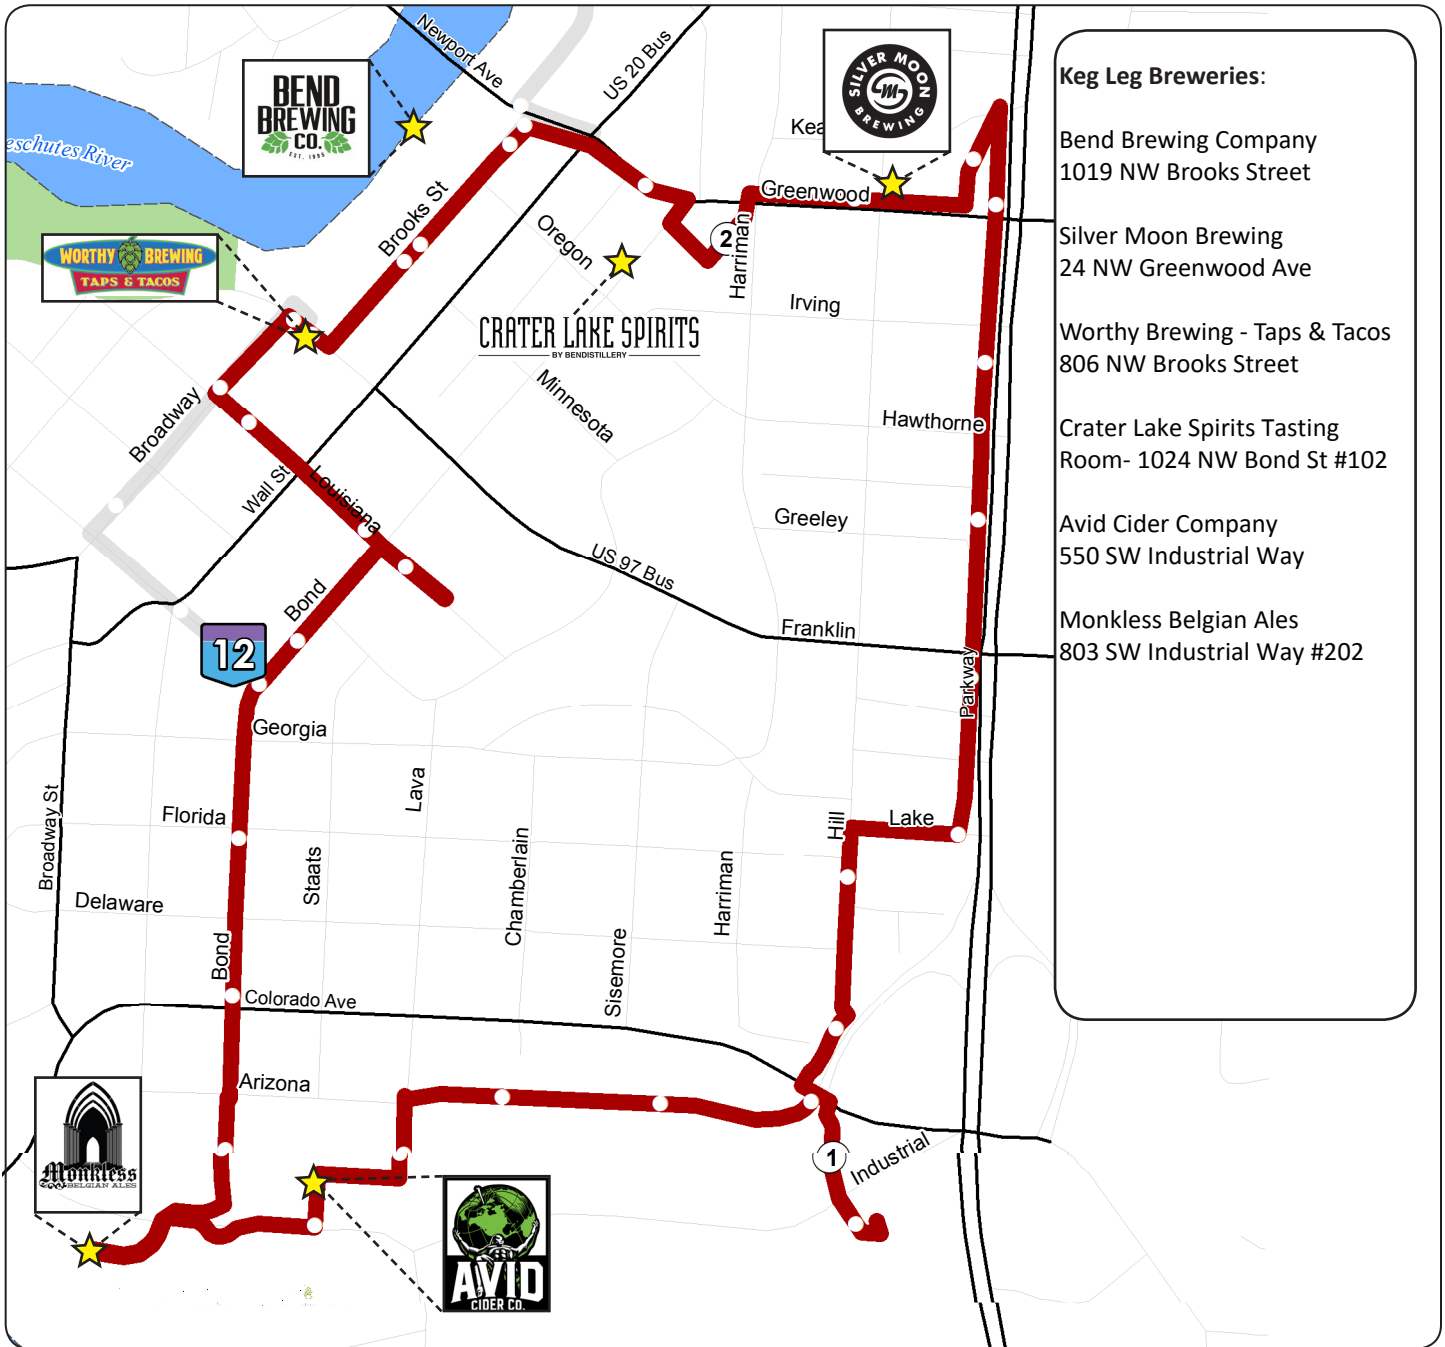 Newport Ave
US 20 Bus
BEND
BREWING
CO.
EST. 1995
SILVER MOON
BREWING
Kea
eschutes River
Greenwood
Brooks St
Oregon
2
Harriman
WORTHY BREWING
TAPS & TACOS
Irving
CRATER LAKE SPIRITS
BY BENDISTILLERY
Minnesota
Broadway
Hawthorne
Wall St
Louisiana
Greeley
US 97 Bus
Bond
Franklin
12
Parkway
Georgia
Lava
Florida
Hill
Lake
Broadway St
Staats
Chamberlain
Harriman
Delaware
Bond
Sisemore
Colorado Ave
Arizona
1
Industrial
Monkless
BELGIAN ALES
AVID
CIDER CO.
Keg Leg Breweries:
Bend Brewing Company
1019 NW Brooks Street
Silver Moon Brewing
24 NW Greenwood Ave
Worthy Brewing - Taps & Tacos
806 NW Brooks Street
Crater Lake Spirits Tasting
Room- 1024 NW Bond St #102
Avid Cider Company
550 SW Industrial Way
Monkless Belgian Ales
803 SW Industrial Way #202